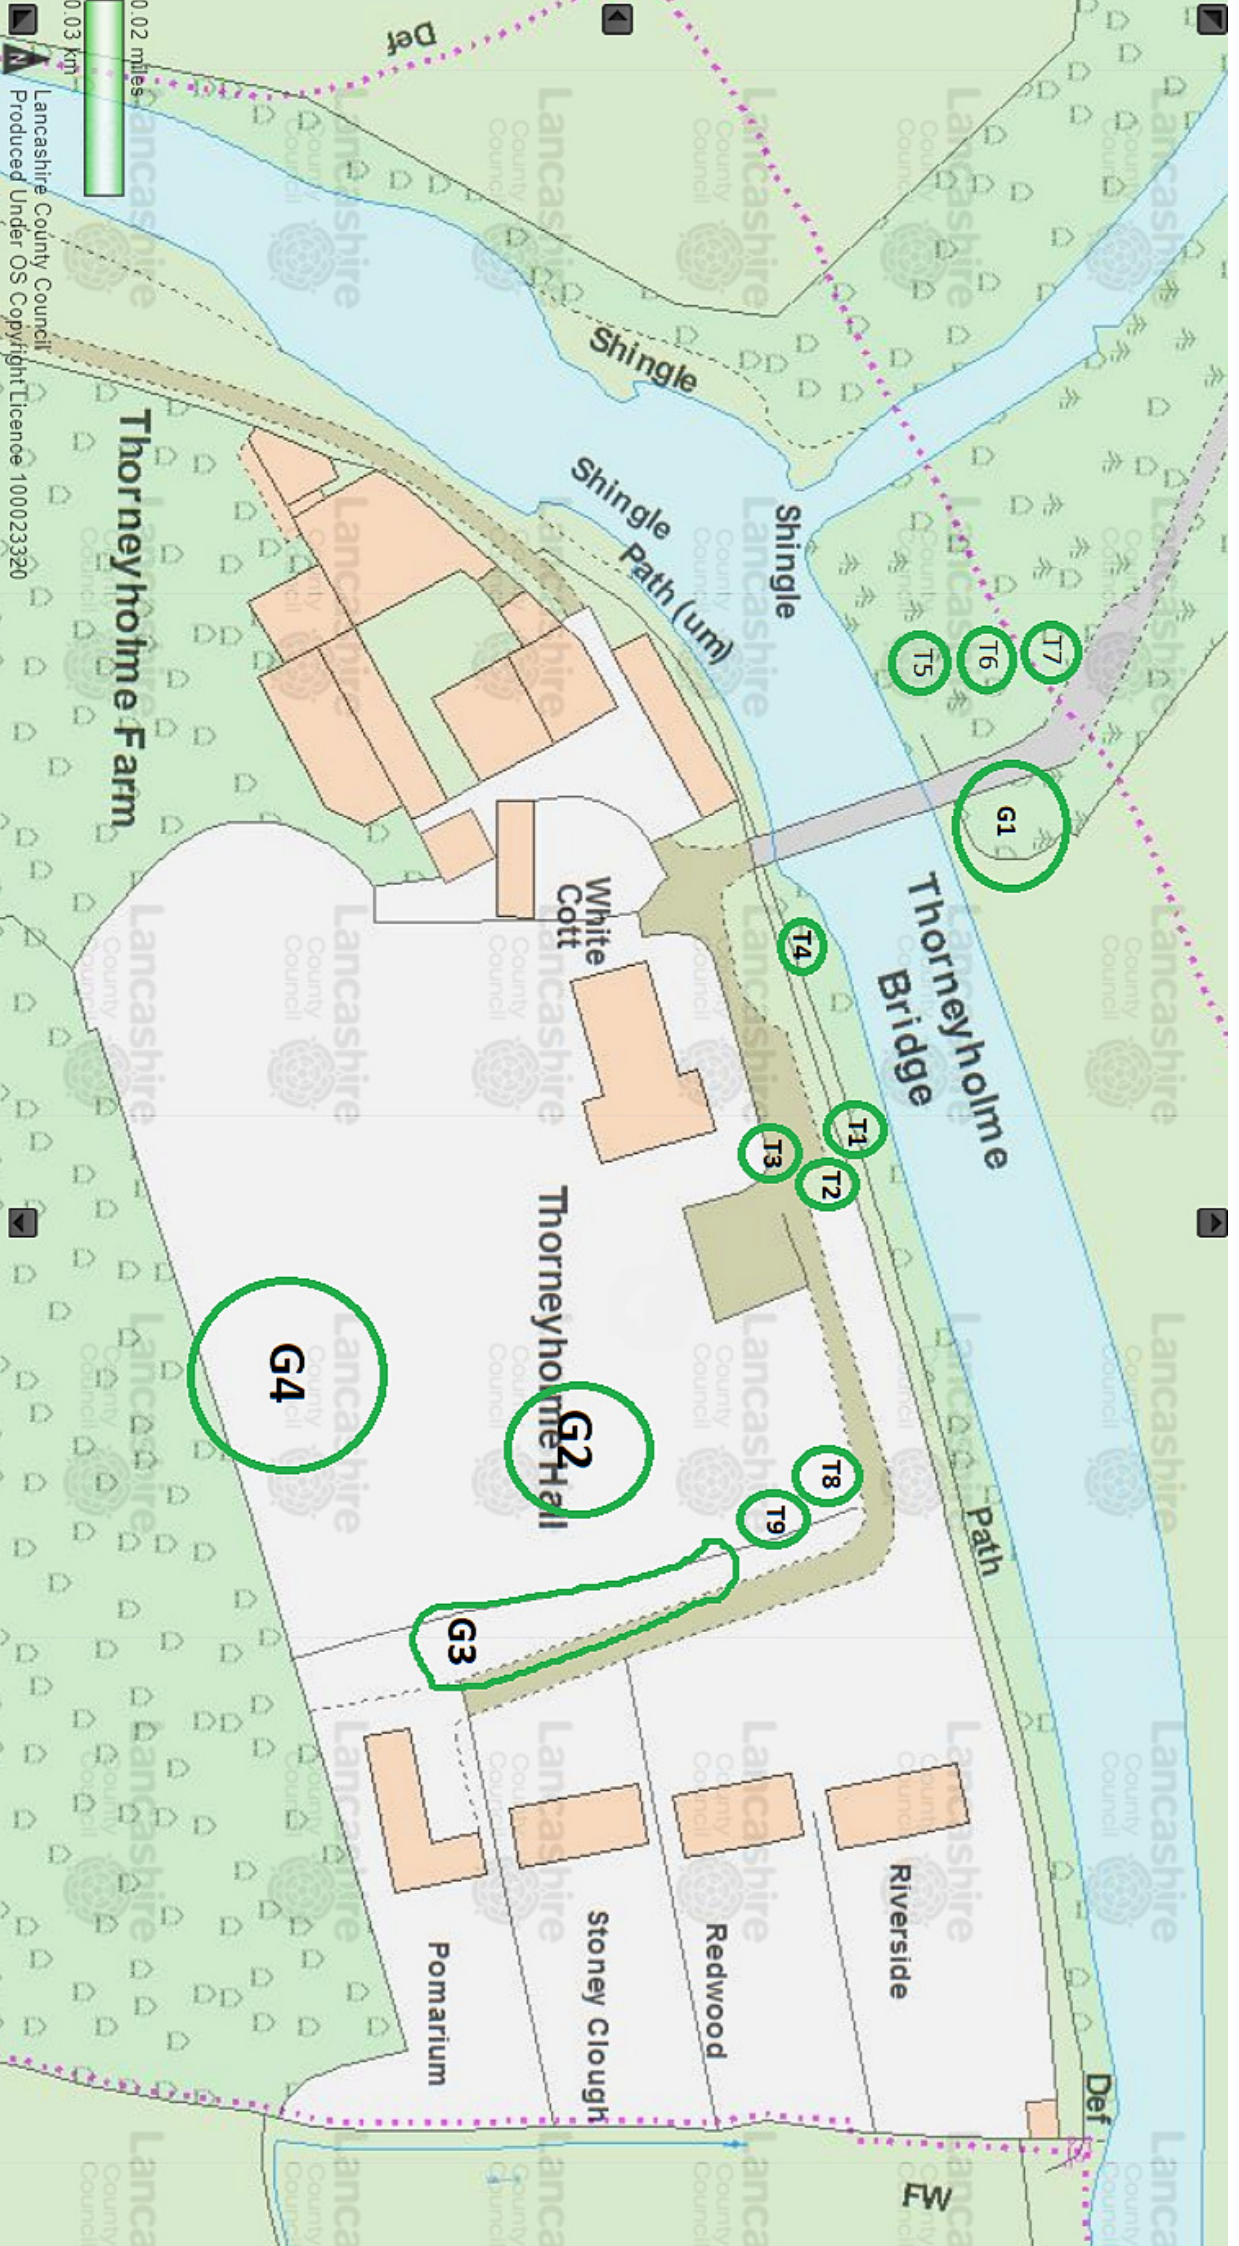 Def
Shingle
Shingle
Shingle
Path (um)
T7
T6
T5
G1
Thorneyholme
Bridge
Thorneyholme Farm
White
Cott
T4
T1
T2
T3
Thorneyholme Hall
G4
G2
T8
T9
G3
Path
Riverside
Redwood
Stoney Clough
Pomarium
Def
FW
0.02 miles
0.03 km
N
Lancashire County Council
Produced Under OS Copyright Licence 100023320
Lancashire
County
Council